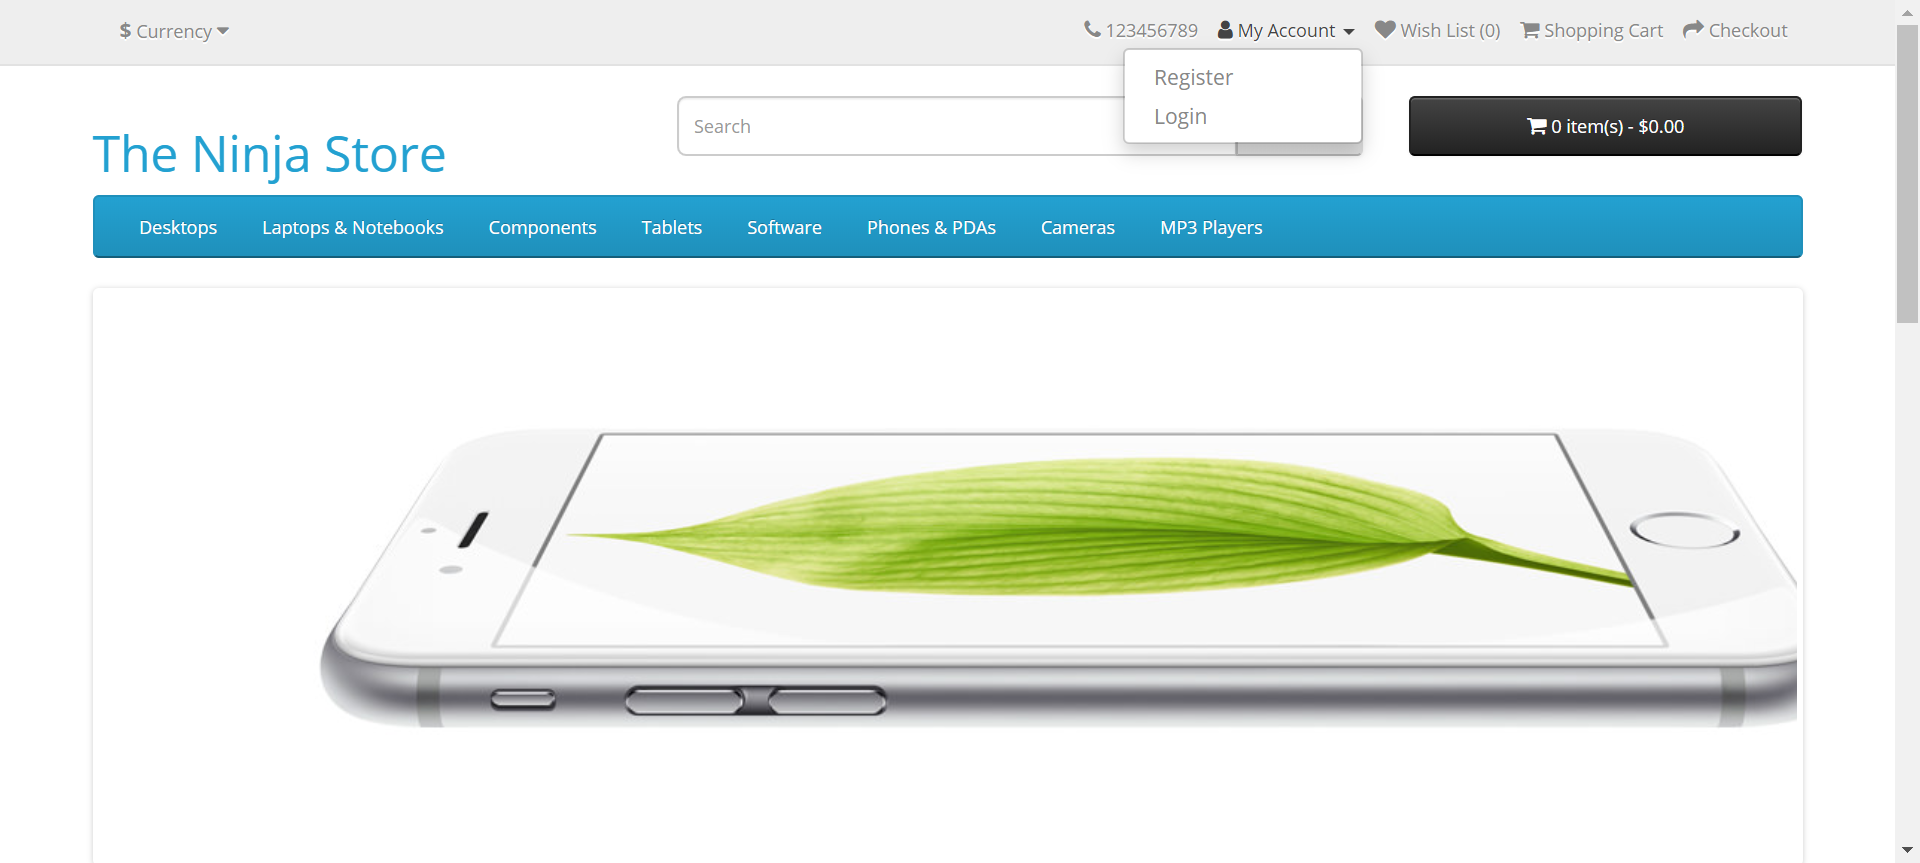 $ Currency
123456789 My Account Wish List (0) Shopping Cart Checkout
Register
Login
The Ninja Store
Search
0 item(s) - $0.00
Desktops Laptops & Notebooks Components Tablets Software Phones & PDAs Cameras MP3 Players